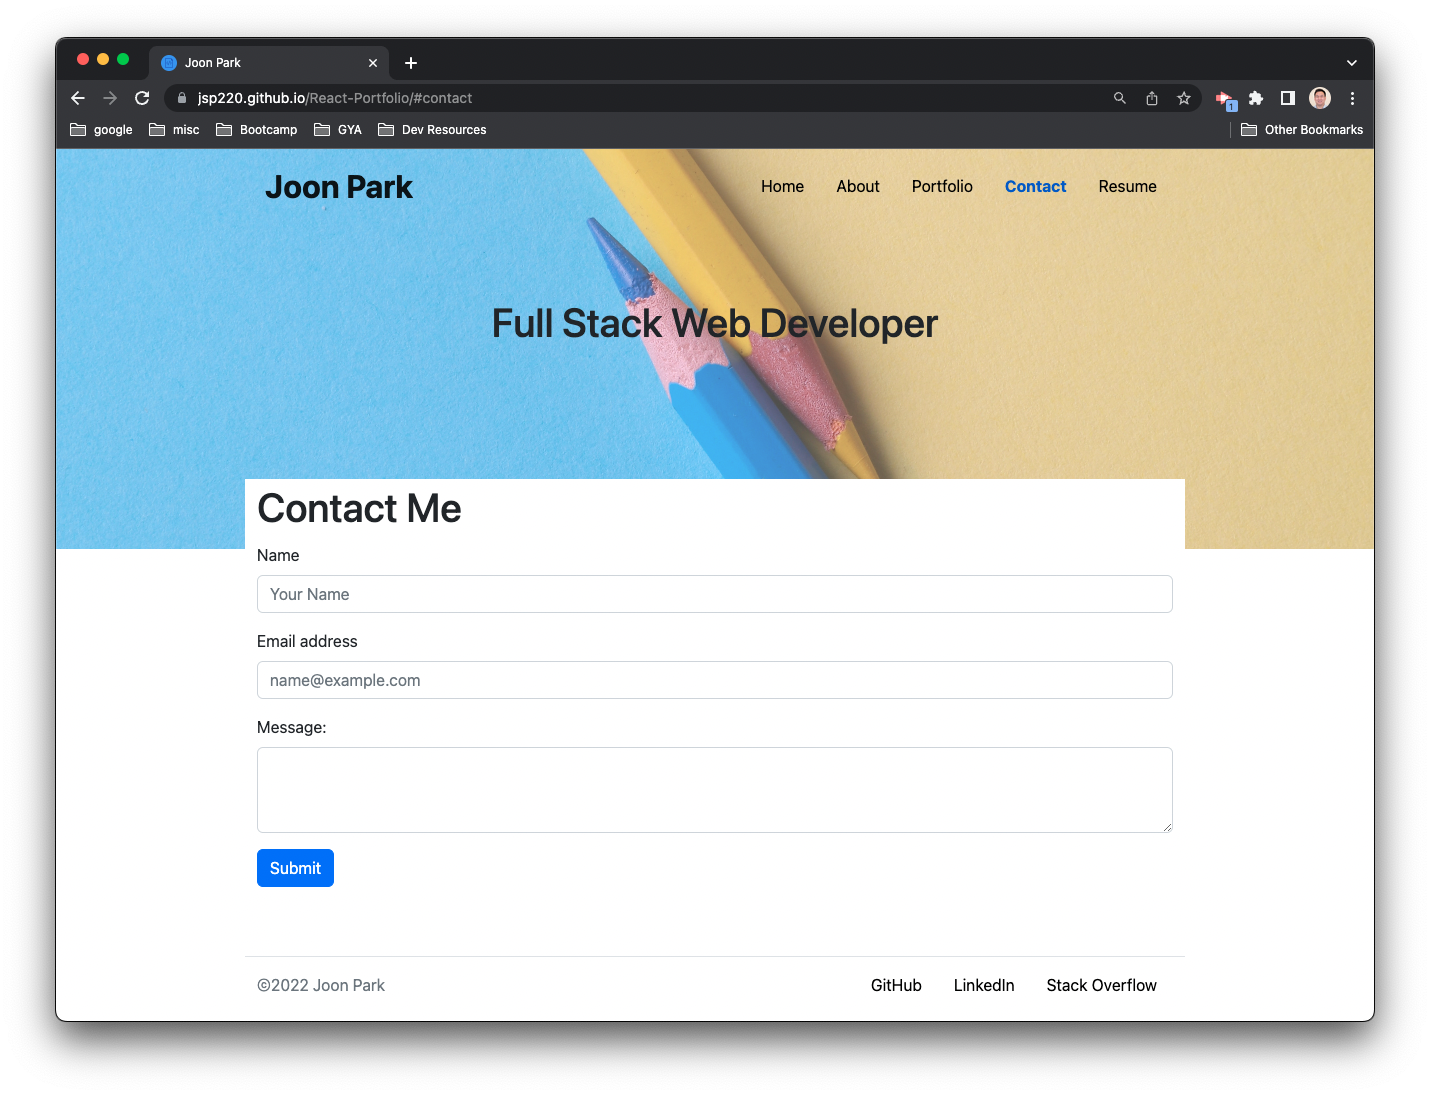 Joon Park
jsp220.github.io/React-Portfolio/#contact
1
google misc Bootcamp GYA Dev Resources Other Bookmarks
Joon Park Home About Portfolio Contact Resume
Full Stack Web Developer
Contact Me
Name
Your Name
Email address
name@example.com
Message:
Submit
©2022 Joon Park GitHub LinkedIn Stack Overflow